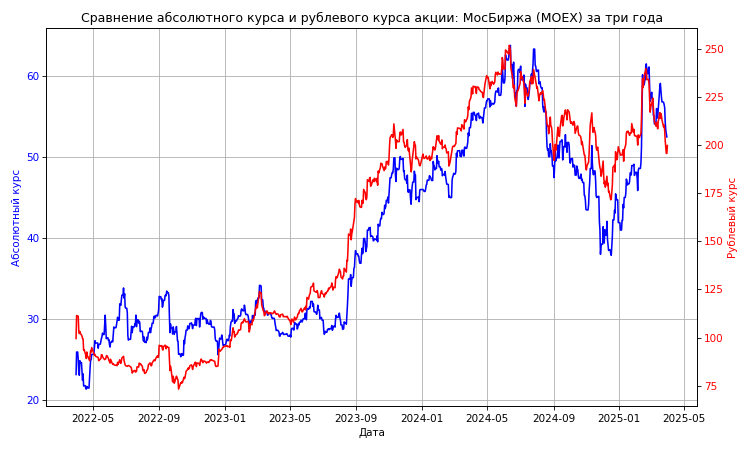 Сравнение абсолютного курса и рублевого курса акции: МосБиржа (MOEX) за три года
Абсолютный курс
60
50
40
30
20
250
225
200
175
150
125
100
75
Рублевый курс
2022-05 2022-09 2023-01 2023-05 2023-09 2024-01 2024-05 2024-09 2025-01 2025-05
Дата